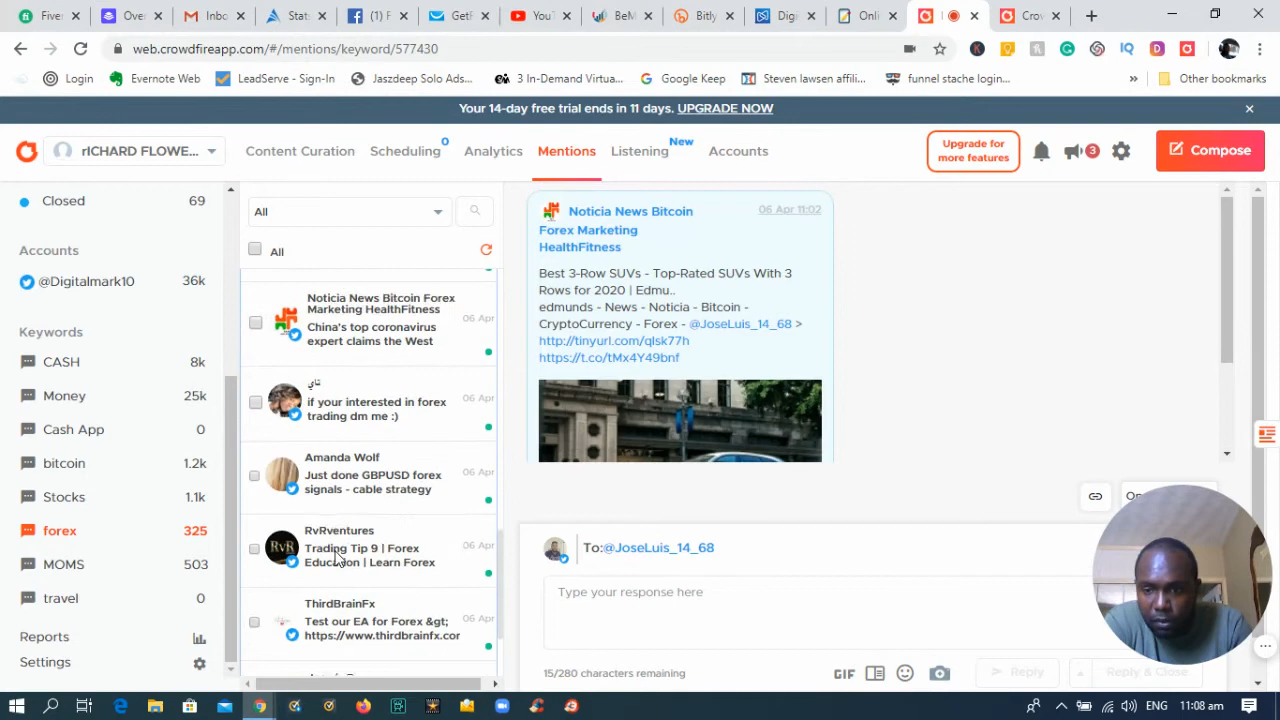 Fiver
Over
Inbo
Stats
(1) F
GetF
YouT
BeM
Bitly
Digi
Onli
Crow
web.crowdfireapp.com/#/mentions/keyword/577430
Login
Evernote Web
LeadServe - Sign-In
Jaszdeep Solo Ads...
3 In-Demand Virtua...
Google Keep
Steven lawsen affili...
funnel stache login...
»
Other bookmarks
Your 14-day free trial ends in 11 days. UPGRADE NOW
rICHARD FLOWE...
Content Curation
Scheduling 0
Analytics
Mentions
Listening New
Accounts
Upgrade for
more features
3
Compose
Closed 69
Accounts
@Digitalmark10 36k
Keywords
CASH 8k
Money 25k
Cash App 0
bitcoin 1.2k
Stocks 1.1k
forex 325
MOMS 503
travel 0
Reports
Settings
All
All
Noticia News Bitcoin Forex
Marketing HealthFitness
06 Apr
China's top coronavirus
expert claims the West
06 Apr
if your interested in forex
trading dm me :)
Amanda Wolf
06 Apr
Just done GBPUSD forex
signals - cable strategy
RvRventures
06 Apr
RvR
Trading Tip 9 | Forex
Education | Learn Forex
ThirdBrainFx
06 Apr
Test our EA for Forex &gt;
https://www.thirdbrainfx.cor
Noticia News Bitcoin 06 Apr 11:02
Forex Marketing
HealthFitness
Best 3-Row SUVs - Top-Rated SUVs With 3
Rows for 2020 | Edmu..
edmunds - News - Noticia - Bitcoin -
CryptoCurrency - Forex - @JoseLuis_14_68 >
http://tinyurl.com/qlsk77h
https://t.co/tMx4Y49bnf
To:@JoseLuis_14_68
Type your response here
15/280 characters remaining
GIF
Reply
Reply & Close
ENG
11:08 am